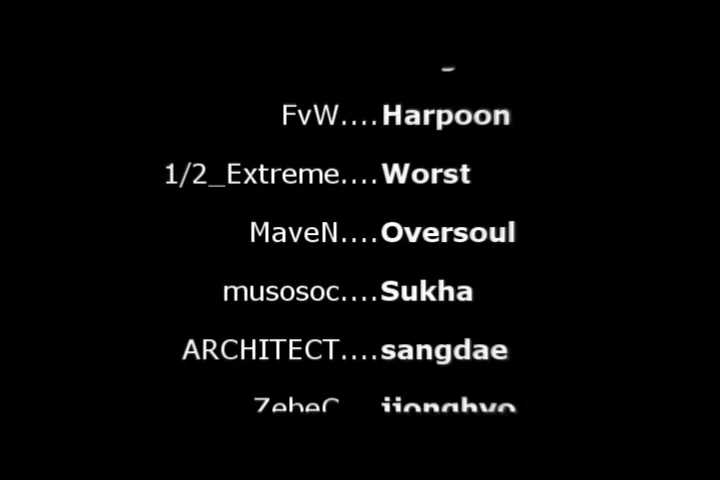 FvW....Harpoon
1/2_Extreme....Worst
MaveN....Oversoul
musosoc....Sukha
ARCHITECT....sangdae